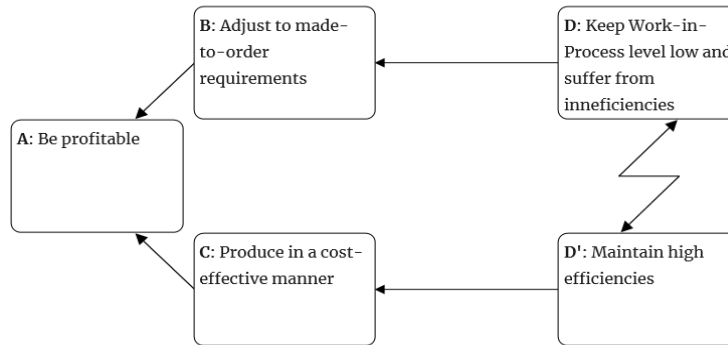 B: Adjust to made-
to-order
requirements
D: Keep Work-in-
Process level low and
suffer from
inneficiencies
A: Be profitable
C: Produce in a cost-
effective manner
D': Maintain high
efficiencies